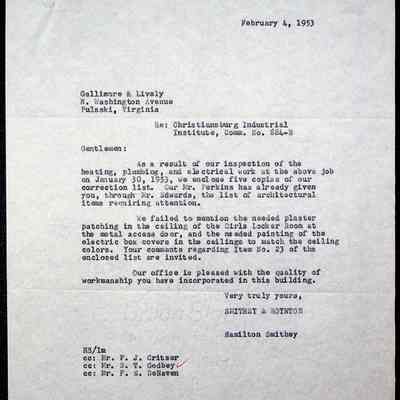 February 4, 1953
Gallimore & Lively
N. Washington Avenue
Pulaski, Virginia
Re: Christiansburg Industrial
Institute, Comm. No. 884-B
Gentlemen:
As a result of our inspection of the
heating, plumbing, and electrical work at the above job
on January 30, 1953, we enclose five copies of our
correction list. Our Mr. Perkins has already given
you, through Mr. Edwards, the list of architectural
items requiring attention.
We failed to mention the needed plaster
patching in the ceiling of the Girls Locker Room at
the metal access door, and the needed painting of the
electric box covers in the ceilings to match the ceiling
colors. Your comments regarding Item No. 23 of the
enclosed list are invited.
Our office is pleased with the quality of
workmanship you have incorporated in this building.
Very truly yours,
SMITHEY & BOYNTON
Hamilton Smithey
HS/lm
cc: Mr. F. J. Critzer
cc: Mr. S. T. Godbey
cc: Mr. P. S. DeHaven